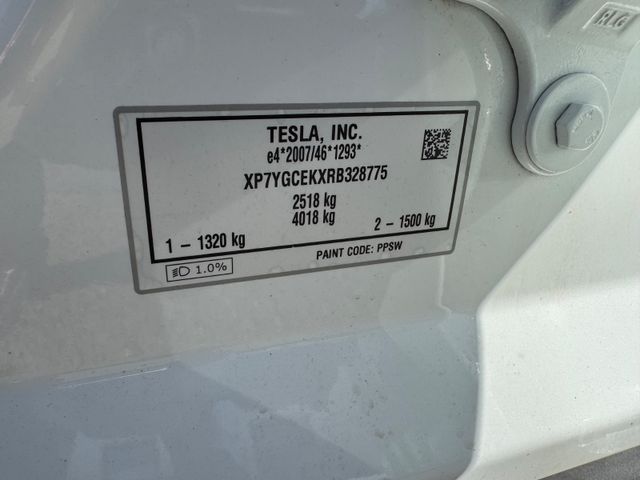 HLG
TESLA, INC.
e4*2007/46*1293*
XP7YGCEKXRB328775
2518 kg
4018 kg
1 – 1320 kg
2 – 1500 kg
PAINT CODE: PPSW
1.0%